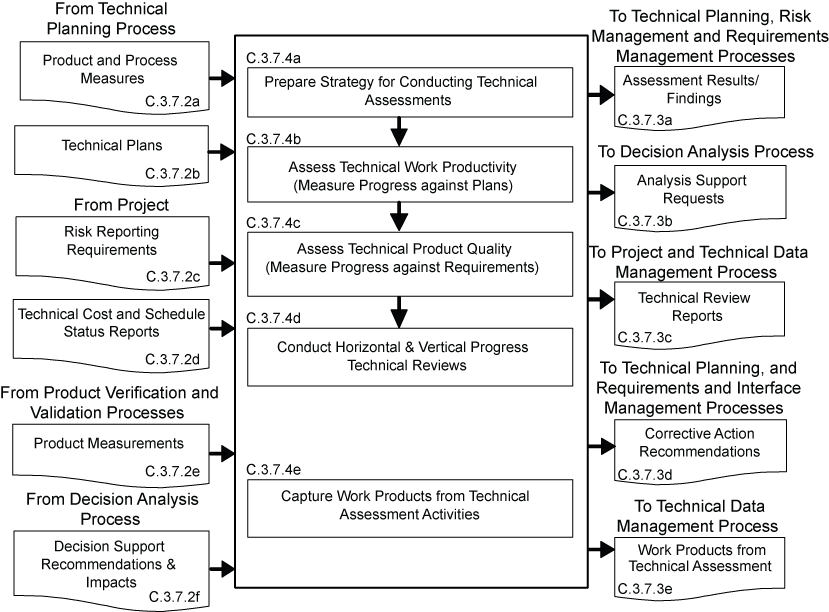 From Technical
Planning Process
Product and Process
Measures
C.3.7.2a
Technical Plans
C.3.7.2b
From Project
Risk Reporting
Requirements
C.3.7.2c
Technical Cost and Schedule
Status Reports
C.3.7.2d
From Product Verification and
Validation Processes
Product Measurements
C.3.7.2e
From Decision Analysis
Process
Decision Support
Recommendations &
Impacts
C.3.7.2f
C.3.7.4a
Prepare Strategy for Conducting Technical
Assessments
C.3.7.4b
Assess Technical Work Productivity
(Measure Progress against Plans)
C.3.7.4c
Assess Technical Product Quality
(Measure Progress against Requirements)
C.3.7.4d
Conduct Horizontal & Vertical Progress
Technical Reviews
C.3.7.4e
Capture Work Products from Technical
Assessment Activities
To Technical Planning, Risk
Management and Requirements
Management Processes
Assessment Results/
Findings
C.3.7.3a
To Decision Analysis Process
Analysis Support
Requests
C.3.7.3b
To Project and Technical Data
Management Process
Technical Review
Reports
C.3.7.3c
To Technical Planning, and
Requirements and Interface
Management Processes
Corrective Action
Recommendations
C.3.7.3d
To Technical Data
Management Process
Work Products from
Technical Assessment
C.3.7.3e